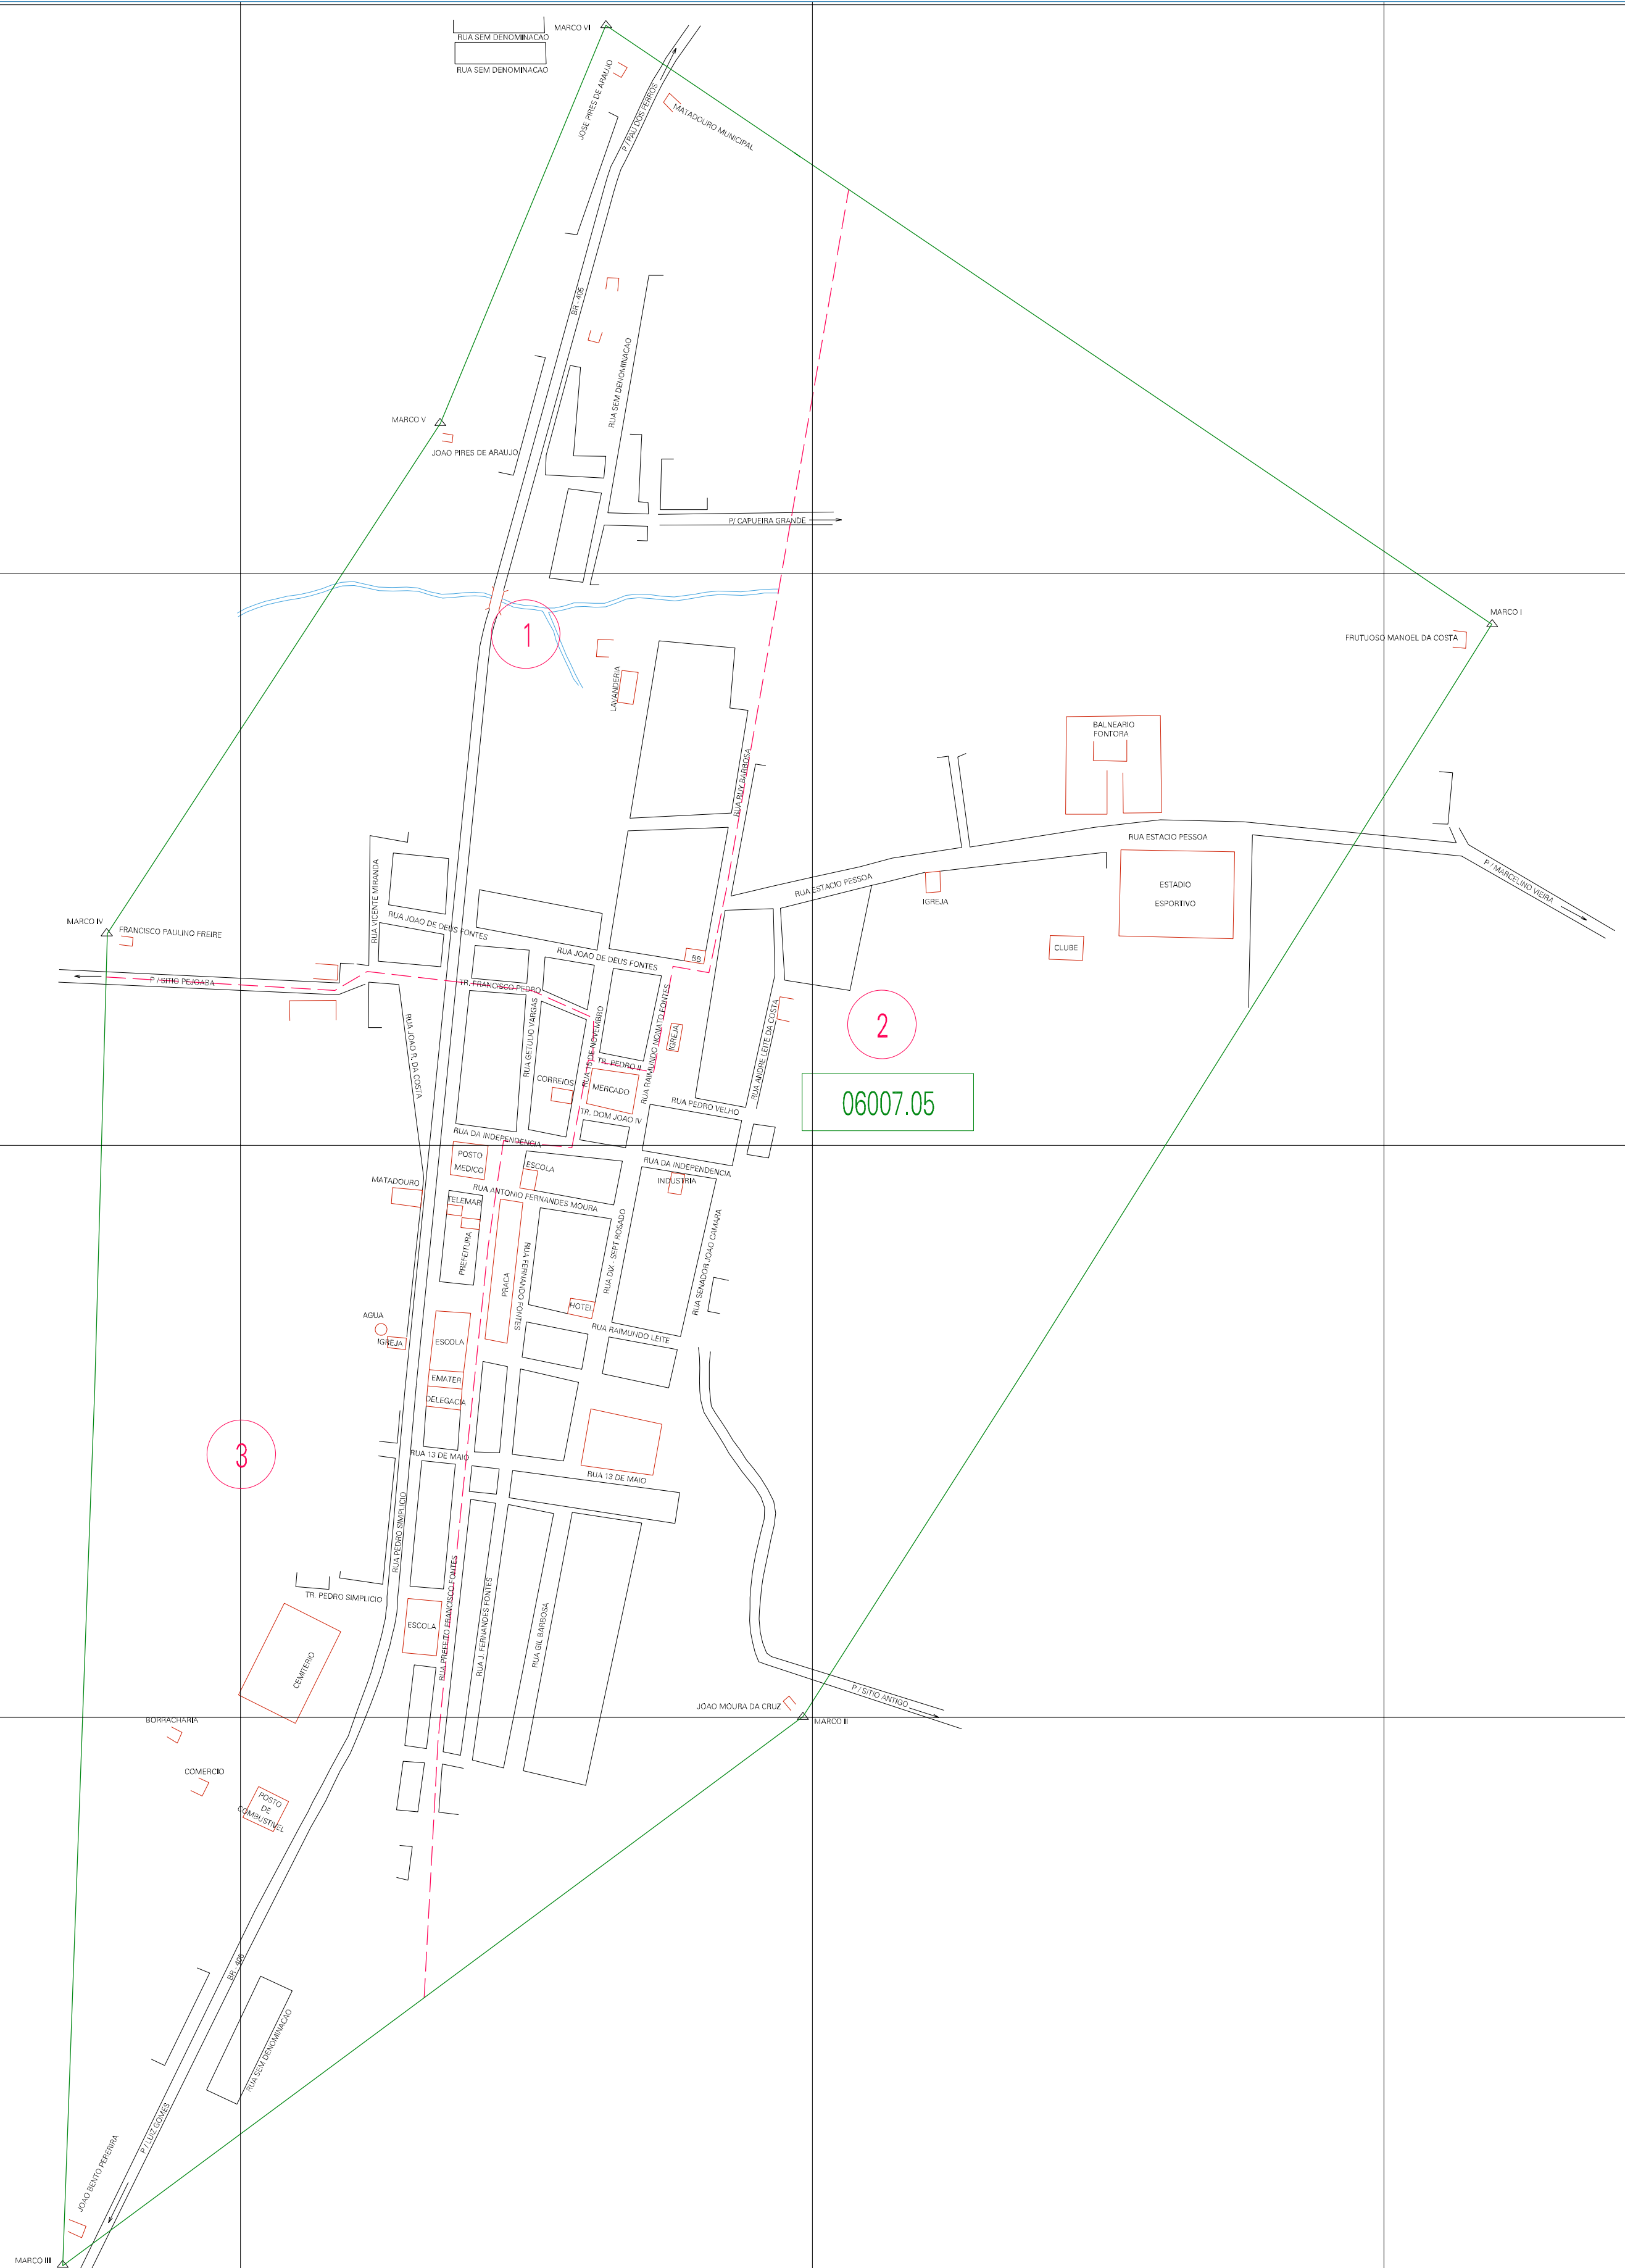 RUA SEM DENOMINACAO
RUA SEM DENOMINACAO
MARCO VI
JOSE PIRES DE ARAUJO
P / PAU DOS FERROS
MATADOURO MUNICIPAL
BR - 405
RUA SEM DENOMINACAO
MARCO V
JOAO PIRES DE ARAUJO
P/ CAPUEIRA GRANDE
1
MARCO I
FRUTUOSO MANOEL DA COSTA
LAVANDERIA
BALNEARIO
FONTORA
RUA RUY BARBOSA
RUA ESTACIO PESSOA
P / MARCELINO VIEIRA
RUA ESTACIO PESSOA
IGREJA
ESTADIO
ESPORTIVO
CLUBE
RUA VICENTE MIRANDA
RUA JOAO DE DEUS FONTES
MARCO IV
FRANCISCO PAULINO FREIRE
RUA JOAO DE DEUS FONTES
BB
P / SITIO PEJOABA
TR. FRANCISCO PEDRO
RUA JOAO R. DA COSTA
RUA GETULIO VARGAS
RUA 15 DE NOVEMBRO
RUA RAIMUNDO NONATO FONTES
IGREJA
RUA ANDRE LEITE DA COSTA
2
TR. PEDRO II
CORREIOS
MERCADO
RUA PEDRO VELHO
06007.05
TR. DOM JOAO IV
RUA DA INDEPENDENCIA
POSTO
MEDICO
ESCOLA
RUA DA INDEPENDENCIA
INDUSTRIA
MATADOURO
RUA ANTONIO FERNANDES MOURA
TELEMAR
PREFEITURA
PRACA
RUA FERNANDO FONTES
RUA DIX - SEPT ROSADO
RUA SENADOR JOAO CAMARA
HOTEL
AGUA
IGREJA
ESCOLA
RUA RAIMUNDO LEITE
EMATER
DELEGACIA
3
RUA 13 DE MAIO
RUA 13 DE MAIO
RUA PEDRO SIMPLICIO
RUA PREFEITO FRANCISCO FONTES
RUA J. FERNANDES FONTES
RUA GIL BARBOSA
TR. PEDRO SIMPLICIO
ESCOLA
CEMITERIO
P / SITIO ANTIGO
JOAO MOURA DA CRUZ
MARCO II
BORRACHARIA
COMERCIO
POSTO
DE
COMBUSTIVEL
BR - 405
RUA SEM DENOMINACAO
P / LUIZ GOMES
JOAO BENTO PERERIRA
MARCO III